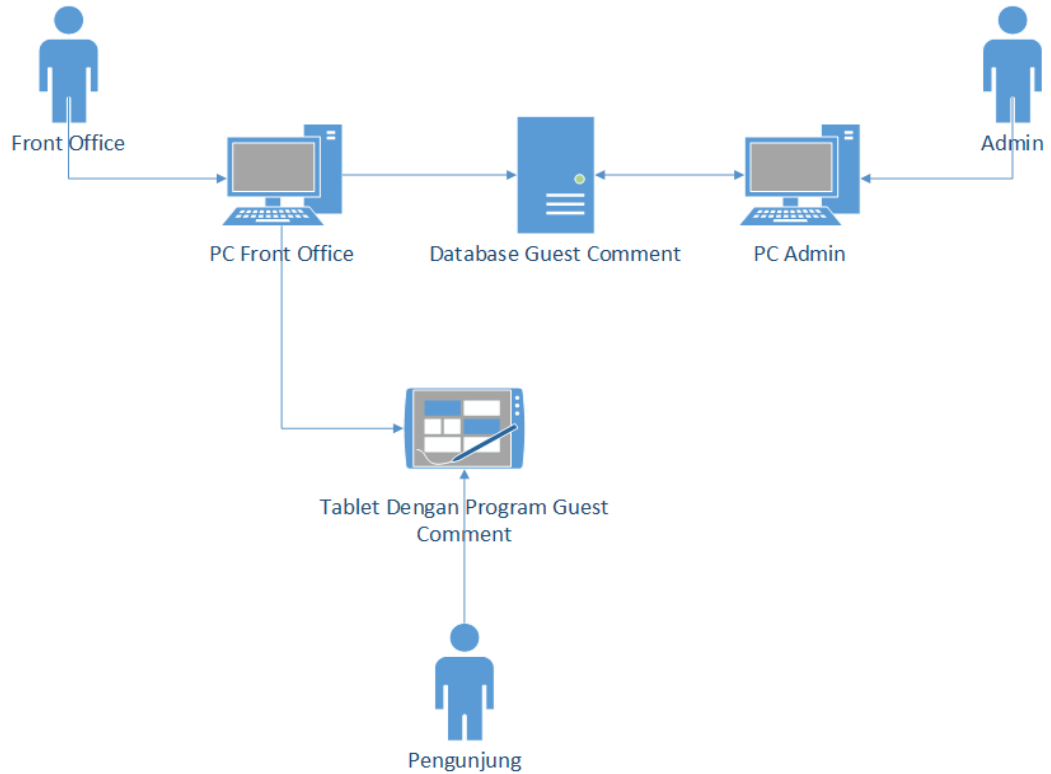 Front Office
Admin
PC Front Office
Database Guest Comment
PC Admin
Tablet Dengan Program Guest
Comment
Pengunjung